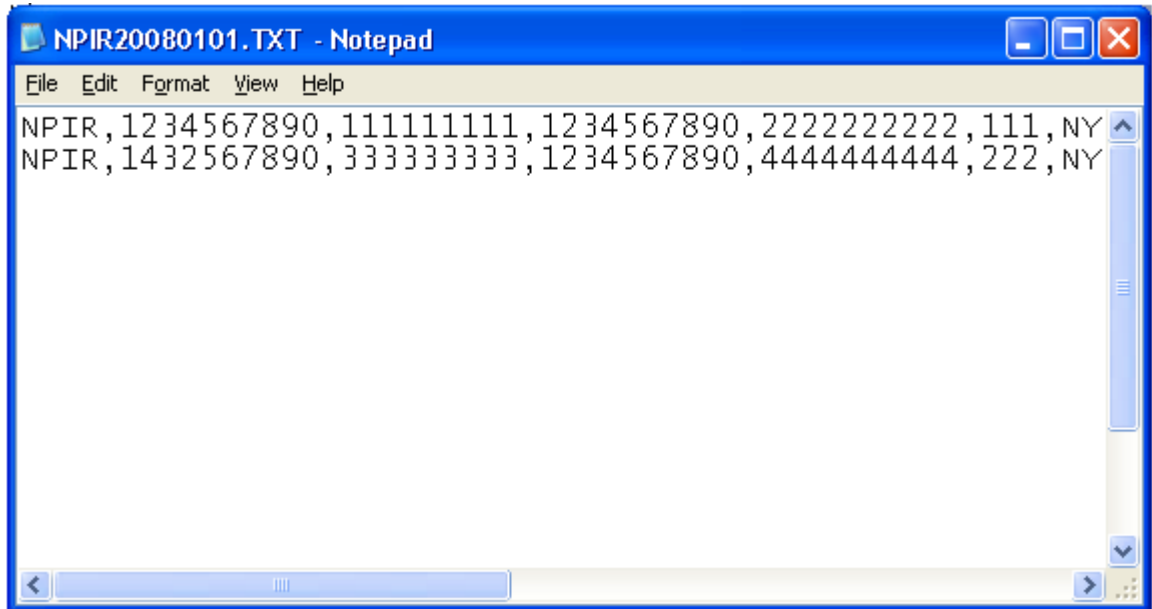 NPIR20080101.TXT - Notepad
File Edit Format View Help
NPIR,1234567890,111111111,1234567890,2222222222,111,NY
NPIR,1432567890,333333333,1234567890,4444444444,222,NY